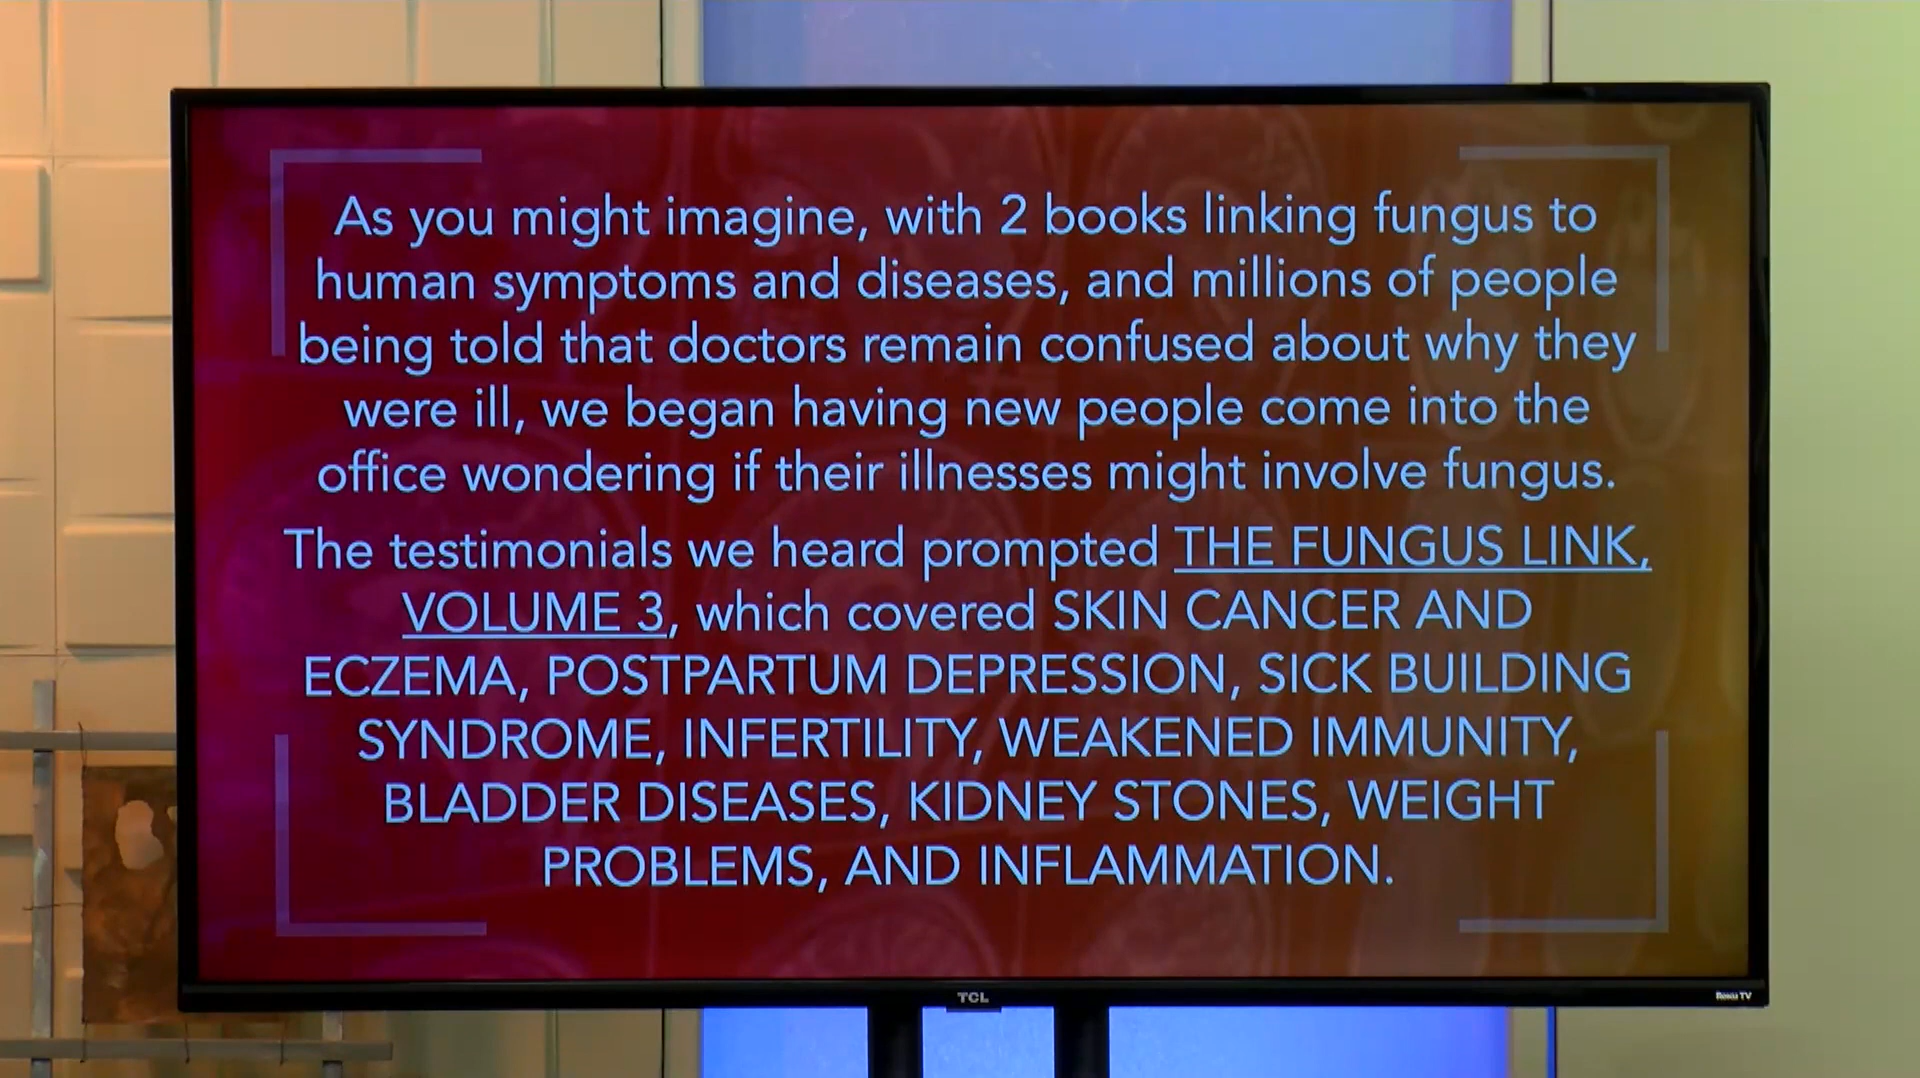 As you might imagine, with 2 books linking fungus to
human symptoms and diseases, and millions of people
being told that doctors remain confused about why they
were ill, we began having new people come into the
office wondering if their illnesses might involve fungus.
The testimonials we heard prompted THE FUNGUS LINK,
VOLUME 3, which covered SKIN CANCER AND
ECZEMA, POSTPARTUM DEPRESSION, SICK BUILDING
SYNDROME, INFERTILITY, WEAKENED IMMUNITY,
BLADDER DISEASES, KIDNEY STONES, WEIGHT
PROBLEMS, AND INFLAMMATION.
TCL
Roku TV